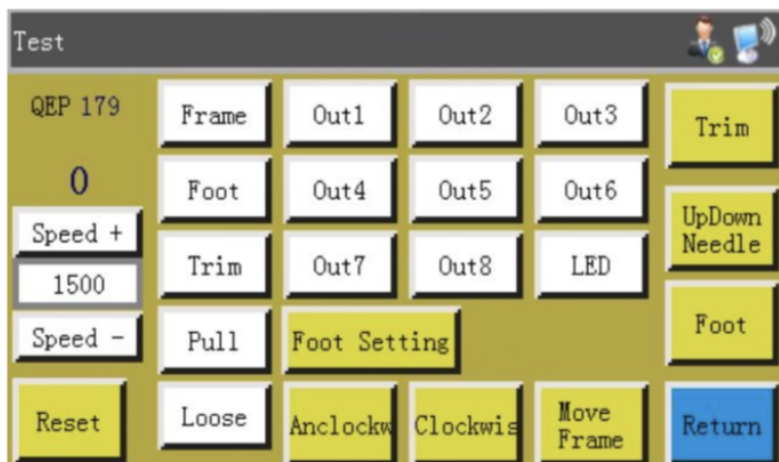 Test
QEP 179
0
Speed +
1500
Speed -
Reset
Frame
Out1
Out2
Out3
Trim
Foot
Out4
Out5
Out6
UpDown
Needle
Trim
Out7
Out8
LED
Foot
Pull
Foot Setting
Loose
Anclockw
Clockwis
Move
Frame
Return